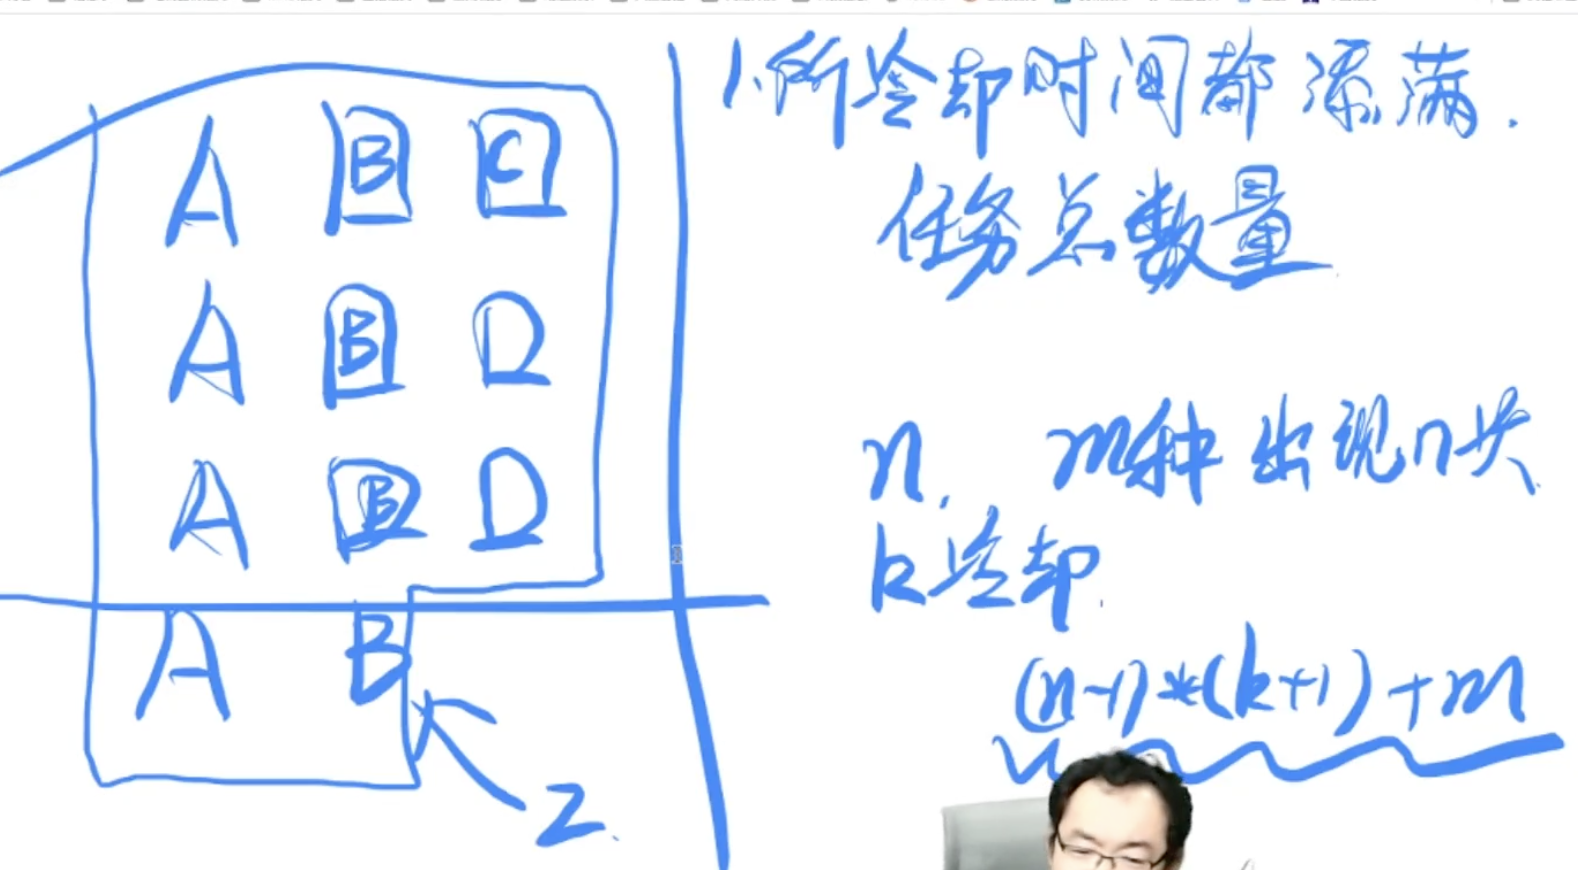 A B C
A B D
A B D
A B
2.
1.所冷却时间都添满.
任务总数量
n, m种出现n次
k冷却.
(n-1)*(k+1)+m